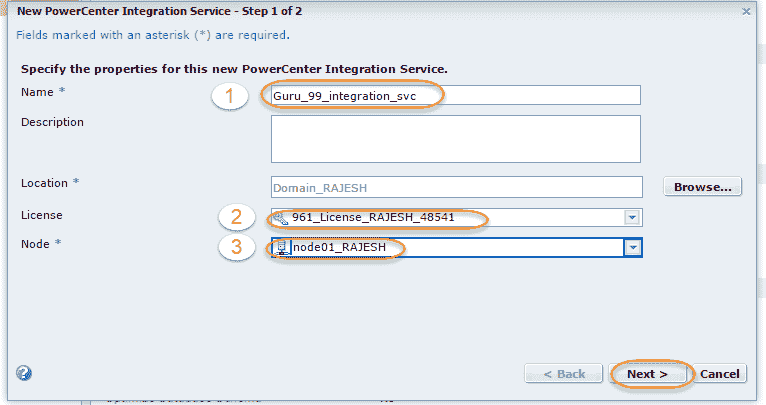 New PowerCenter Integration Service - Step 1 of 2
Fields marked with an asterisk (*) are required.
Specify the properties for this new PowerCenter Integration Service.
Name * 1 Guru_99_integration_svc
Description
Location * Domain_RAJESH Browse...
License 2 961_License_RAJESH_48541
Node * 3 node01_RAJESH
? < Back Next > Cancel